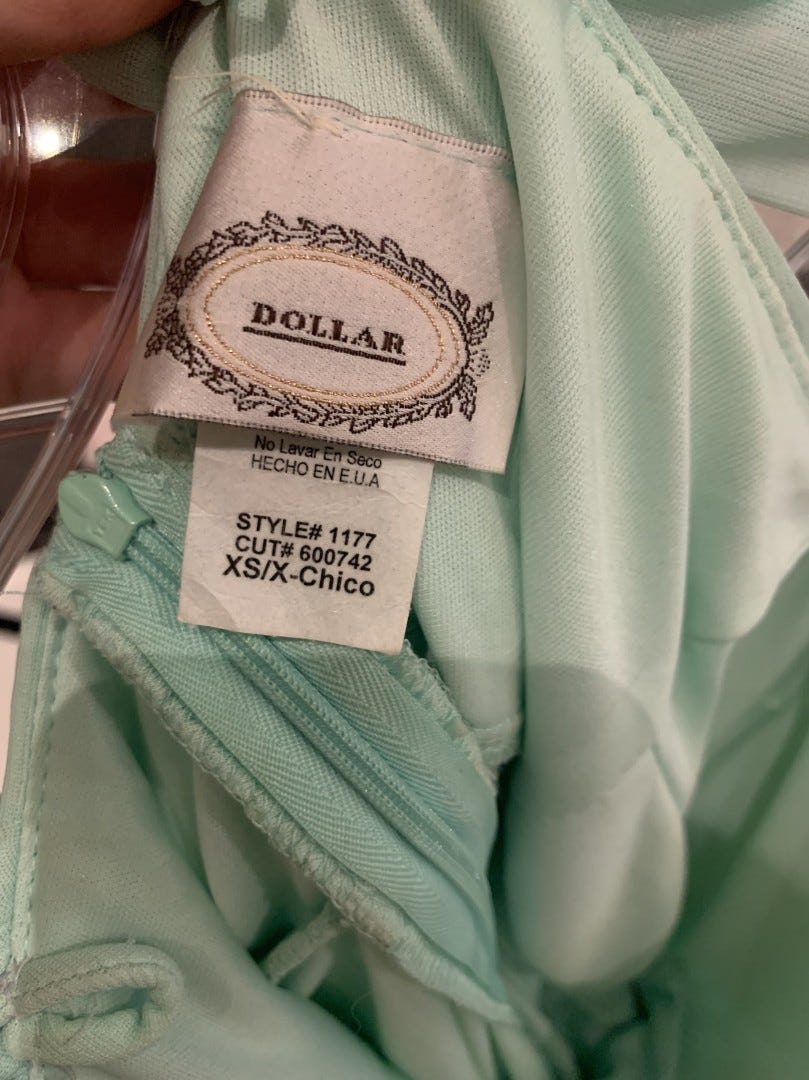 DOLLAR
No Lavar En Seco
HECHO EN E.U.A
STYLE# 1177
CUT# 600742
XS/X-Chico